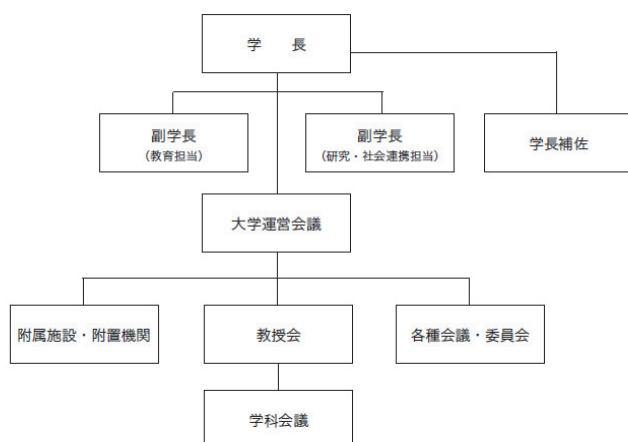 学　長
副学長
（教育担当）
副学長
（研究・社会連携担当）
学長補佐
大学運営会議
附属施設・附置機関
教授会
各種会議・委員会
学科会議